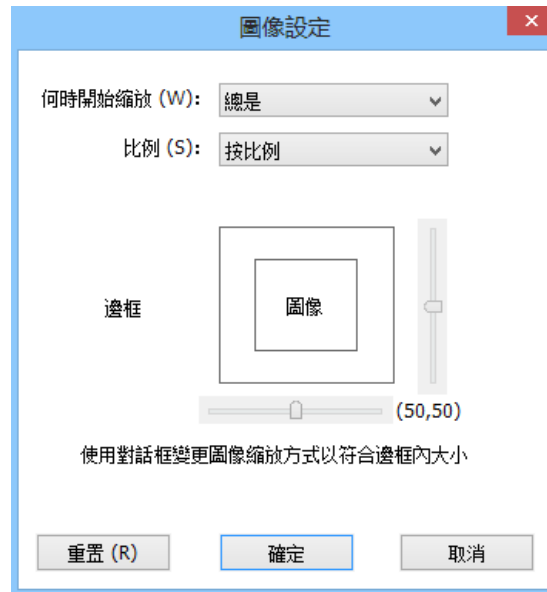 圖像設定
何時開始縮放 (W): 總是
比例 (S): 按比例
邊框
圖像
(50,50)
使用對話框變更圖像縮放方式以符合邊框內大小
重置 (R) 確定 取消